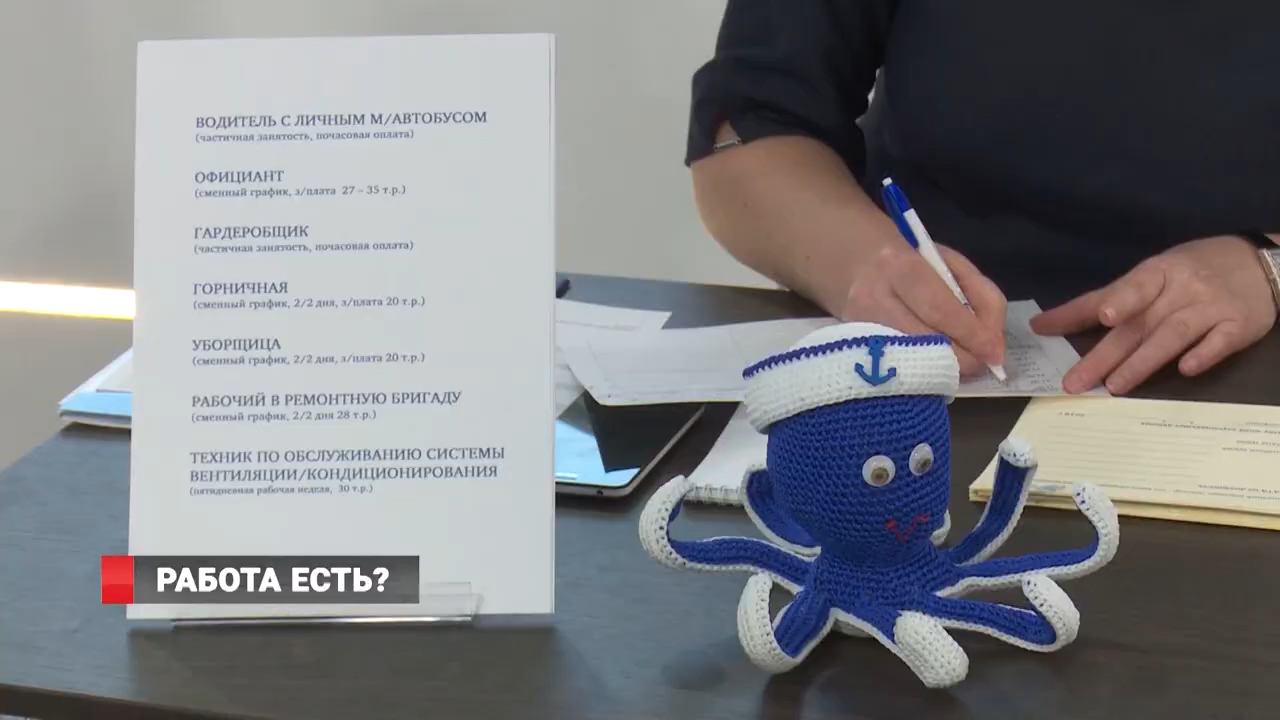 ВОДИТЕЛЬ С ЛИЧНЫМ М/АВТОБУСОМ
(частичная занятость, почасовая оплата)
ОФИЦИАНТ
(сменный график, з/плата 27 – 35 т.р.)
ГАРДЕРОБЩИК
(частичная занятость, почасовая оплата)
ГОРНИЧНАЯ
(сменный график, 2/2 дня, з/плата 20 т.р.)
УБОРЩИЦА
(сменный график, 2/2 дня, з/плата 20 т.р.)
РАБОЧИЙ В РЕМОНТНУЮ БРИГАДУ
(сменный график, 2/2 дня 28 т.р.)
ТЕХНИК ПО ОБСЛУЖИВАНИЮ СИСТЕМЫ
ВЕНТИЛЯЦИИ/КОНДИЦИОНИРОВАНИЯ
(пятидневная рабочая неделя, 30 т.р.)
РАБОТА ЕСТЬ?